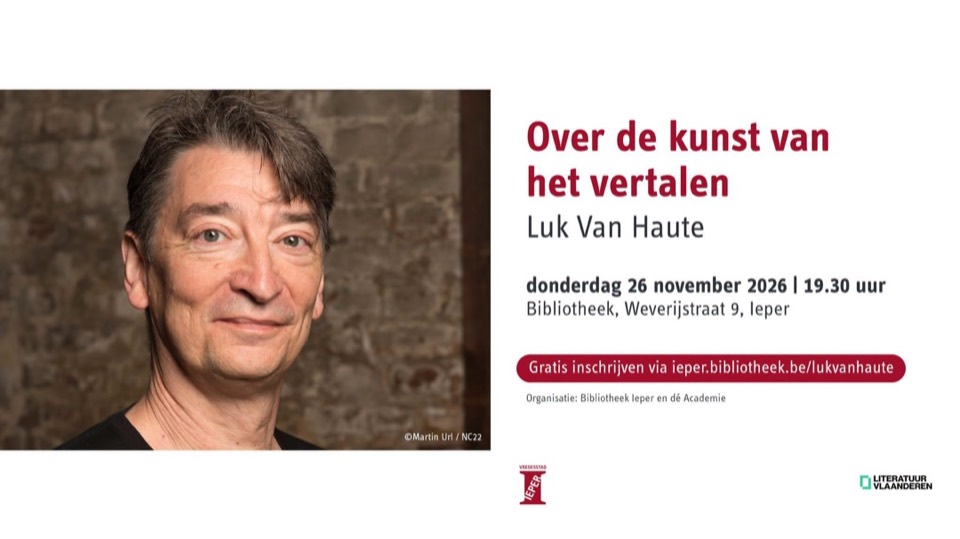 Over de kunst van
het vertalen
Luk Van Haute
donderdag 26 november 2026 | 19.30 uur
Bibliotheek, Weverijstraat 9, Ieper
Gratis inschrijven via ieper.bibliotheek.be/lukvanhaute
Organisatie: Bibliotheek Ieper en dé Academie
©Martin Url / NC22
VREDESSTAD
IEPER
LITERATUUR
VLAANDEREN